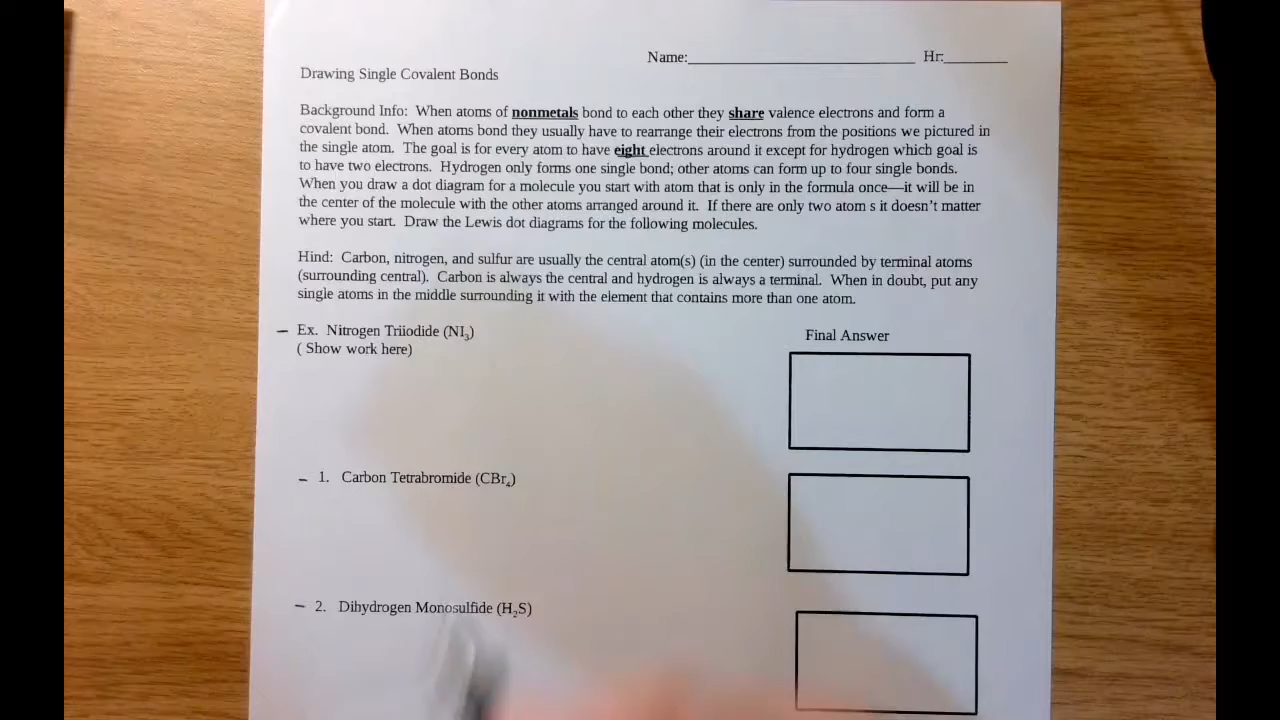 Name:____________________________ Hr:________
Drawing Single Covalent Bonds
Background Info: When atoms of nonmetals bond to each other they share valence electrons and form a
covalent bond. When atoms bond they usually have to rearrange their electrons from the positions we pictured in
the single atom. The goal is for every atom to have eight electrons around it except for hydrogen which goal is
to have two electrons. Hydrogen only forms one single bond; other atoms can form up to four single bonds.
When you draw a dot diagram for a molecule you start with atom that is only in the formula once—it will be in
the center of the molecule with the other atoms arranged around it. If there are only two atom s it doesn't matter
where you start. Draw the Lewis dot diagrams for the following molecules.
Hind: Carbon, nitrogen, and sulfur are usually the central atom(s) (in the center) surrounded by terminal atoms
(surrounding central). Carbon is always the central and hydrogen is always a terminal. When in doubt, put any
single atoms in the middle surrounding it with the element that contains more than one atom.
– Ex. Nitrogen Triiodide (NI₃)
( Show work here)
Final Answer
– 1. Carbon Tetrabromide (CBr₄)
– 2. Dihydrogen Monosulfide (H₂S)